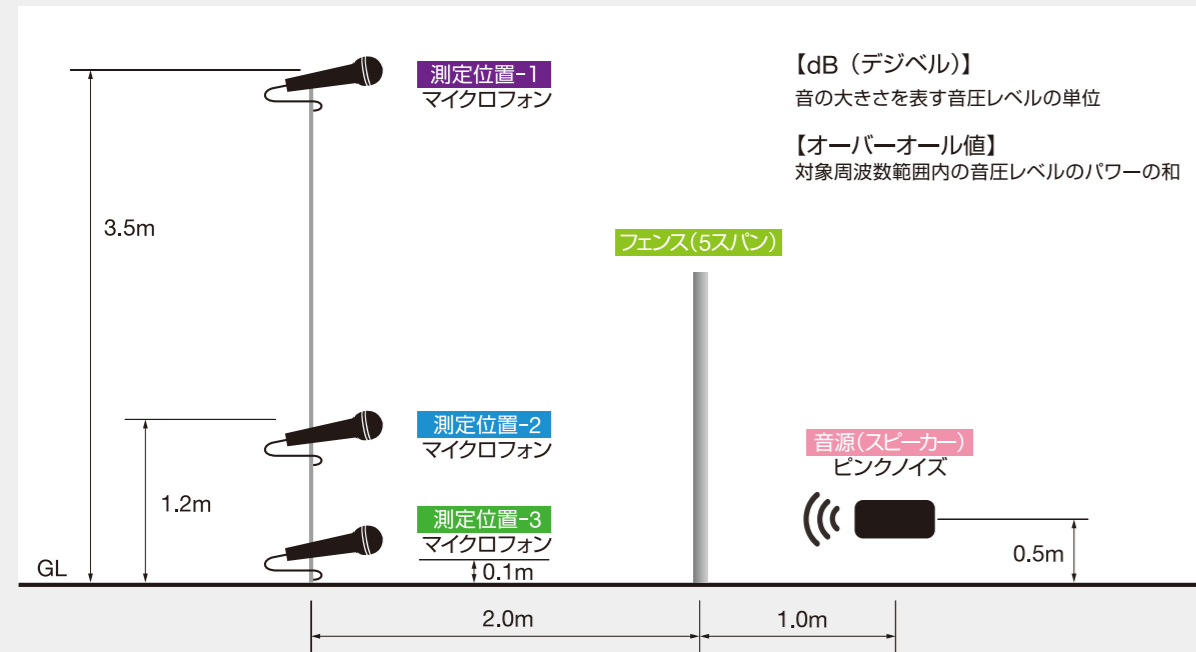 測定位置-1
マイクロフォン
【dB（デジベル）】
音の大きさを表す音圧レベルの単位
【オーバーオール値】
対象周波数範囲内の音圧レベルのパワーの和
3.5m
フェンス（5スパン）
測定位置-2
マイクロフォン
音源（スピーカー）
ピンクノイズ
1.2m
測定位置-3
マイクロフォン
0.1m
0.5m
GL
2.0m
1.0m